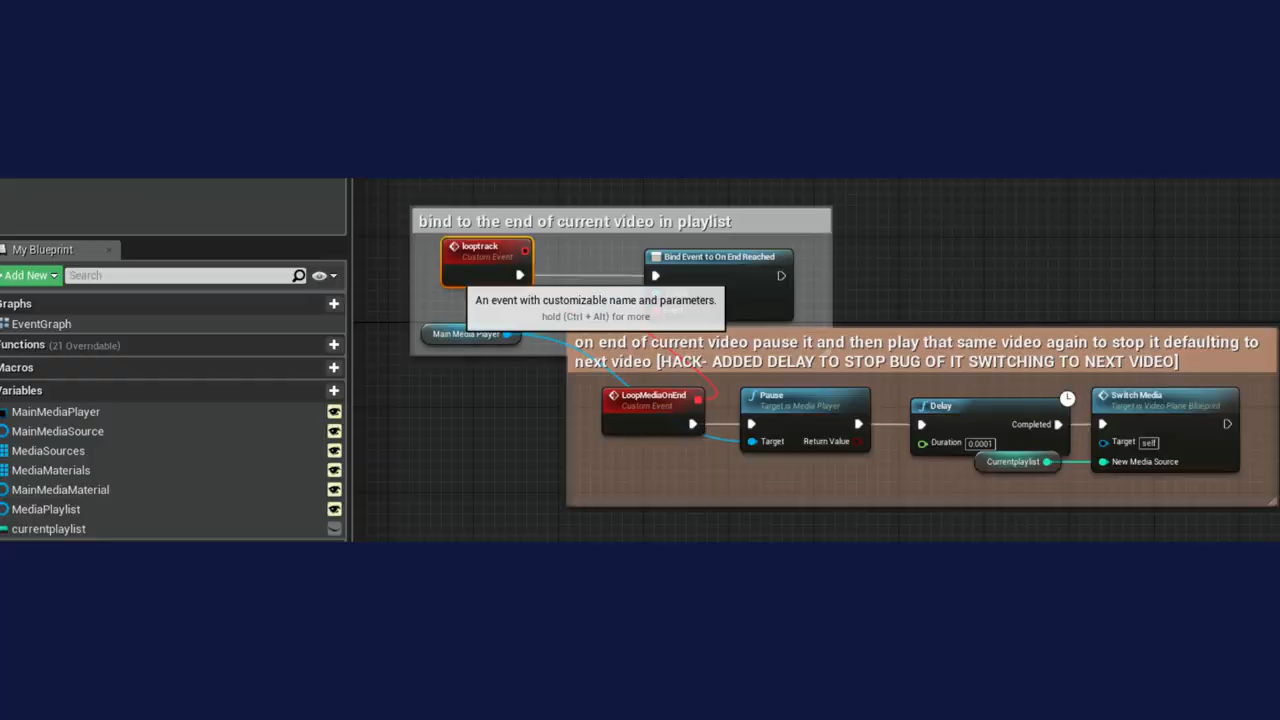 bind to the end of current video in playlist
looptrack
Custom Event
Bind Event to On End Reached
An event with customizable name and parameters.
hold (Ctrl + Alt) for more
Main Media Player
on end of current video pause it and then play that same video again to stop it defaulting to
next video [HACK- ADDED DELAY TO STOP BUG OF IT SWITCHING TO NEXT VIDEO]
LoopMediaOnEnd
Custom Event
Pause
Target is Media Player
Target
Return Value
Delay
Completed
Duration 0.0001
Currentplaylist
Switch Media
Target is Video Plane Blueprint
Target self
New Media Source
My Blueprint
Add New
Search
Graphs
EventGraph
Functions (21 Overridable)
Macros
Variables
MainMediaPlayer
MainMediaSource
MediaSources
MediaMaterials
MainMediaMaterial
MediaPlaylist
currentplaylist